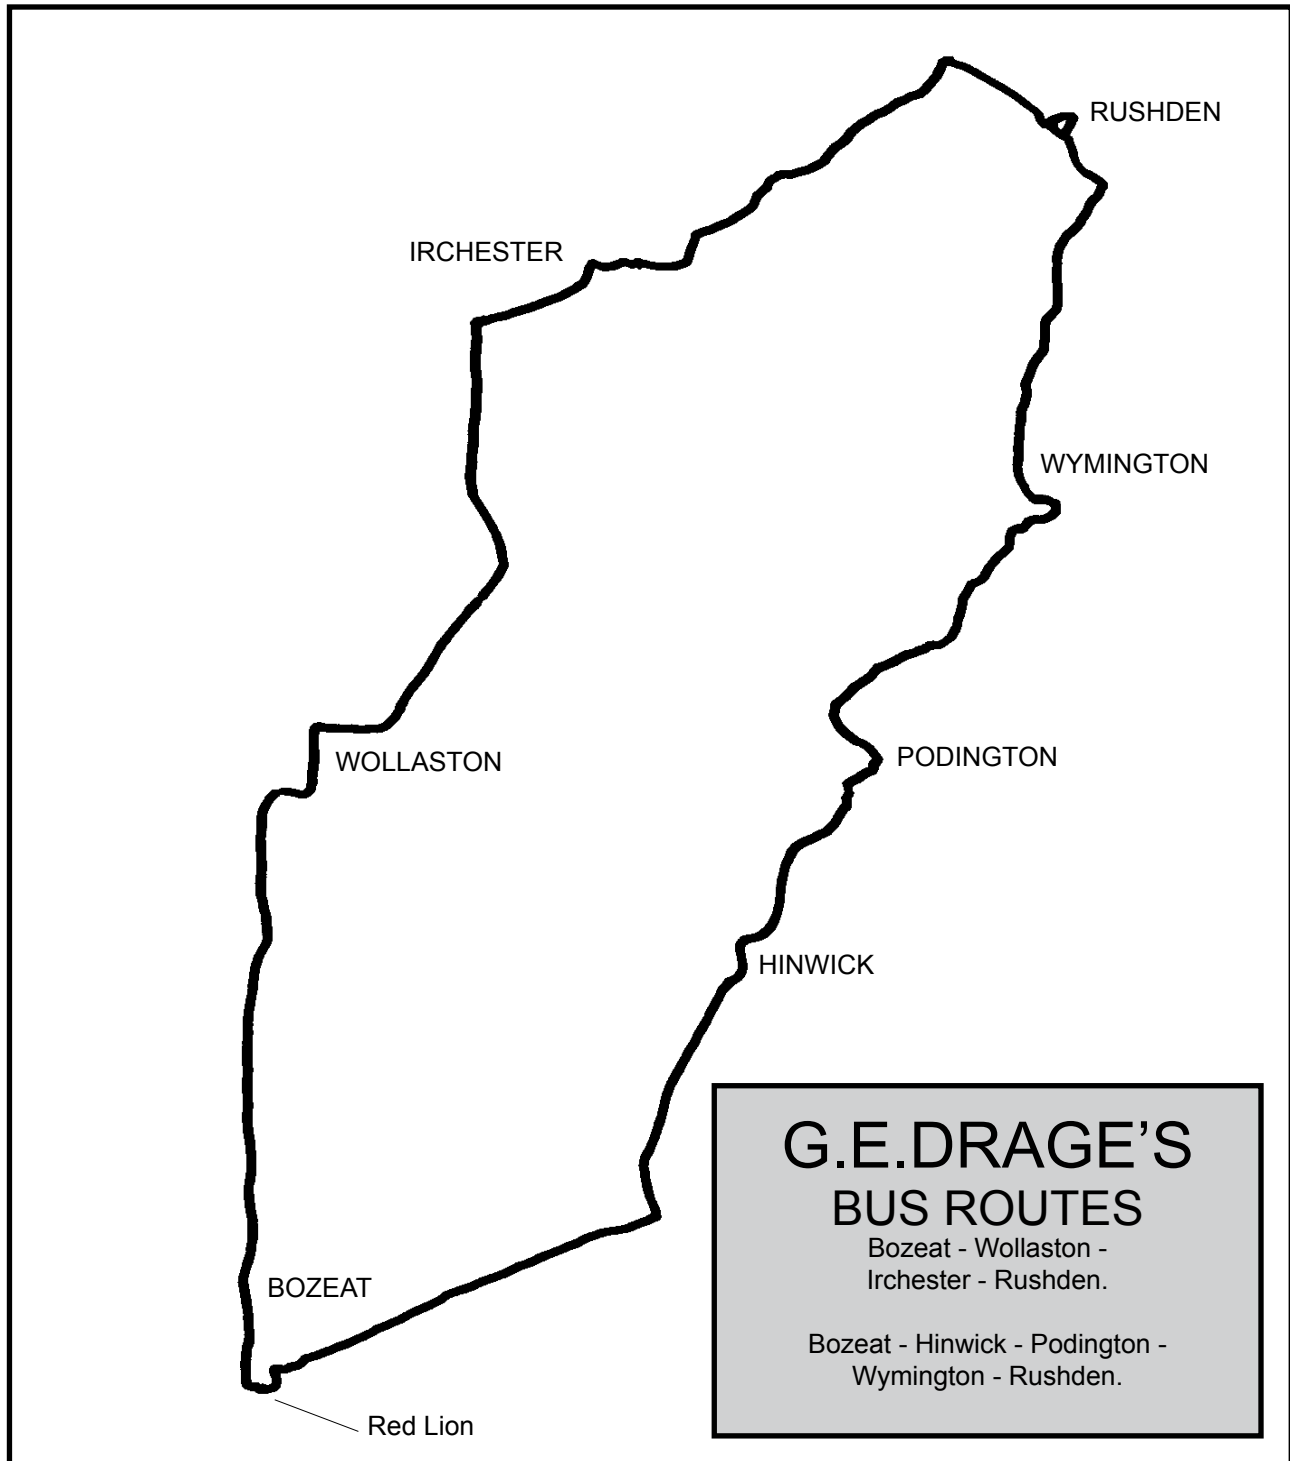 RUSHDEN
IRCHESTER
WYMINGTON
WOLLASTON
PODINGTON
HINWICK
BOZEAT
Red Lion
G.E.DRAGE’S
BUS ROUTES
Bozeat - Wollaston -
Irchester - Rushden.
Bozeat - Hinwick - Podington -
Wymington - Rushden.